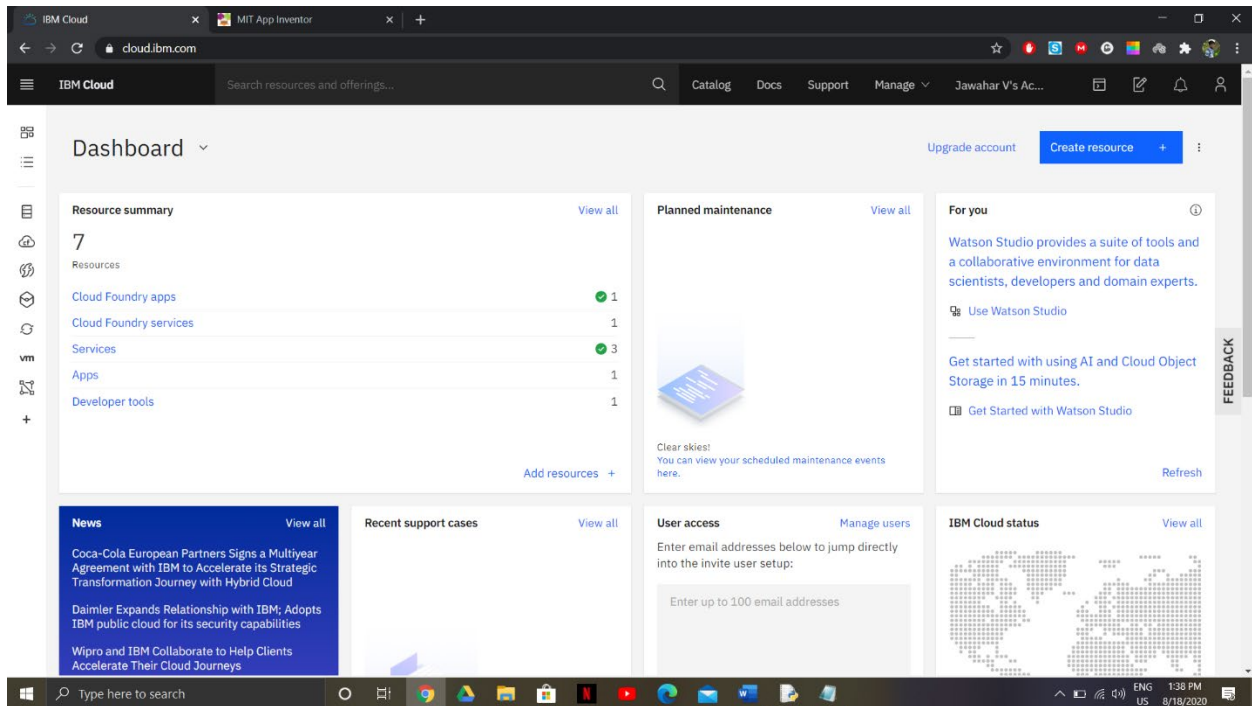 IBM Cloud
MIT App Inventor
cloud.ibm.com
IBM Cloud
Search resources and offerings...
Catalog
Docs
Support
Manage
Jawahar V's Ac...
Dashboard
Upgrade account
Create resource +
Resource summary
View all
7
Resources
Cloud Foundry apps
1
Cloud Foundry services
1
Services
3
Apps
1
Developer tools
1
Add resources +
Planned maintenance
View all
Clear skies!
You can view your scheduled maintenance events
here.
For you
Watson Studio provides a suite of tools and
a collaborative environment for data
scientists, developers and domain experts.
Use Watson Studio
Get started with using AI and Cloud Object
Storage in 15 minutes.
Get Started with Watson Studio
Refresh
vm
FEEDBACK
News
View all
Coca-Cola European Partners Signs a Multiyear
Agreement with IBM to Accelerate its Strategic
Transformation Journey with Hybrid Cloud
Daimler Expands Relationship with IBM; Adopts
IBM public cloud for its security capabilities
Wipro and IBM Collaborate to Help Clients
Accelerate Their Cloud Journeys
Recent support cases
View all
User access
Manage users
Enter email addresses below to jump directly
into the invite user setup:
Enter up to 100 email addresses
IBM Cloud status
View all
Type here to search
ENG
US
1:38 PM
8/18/2020